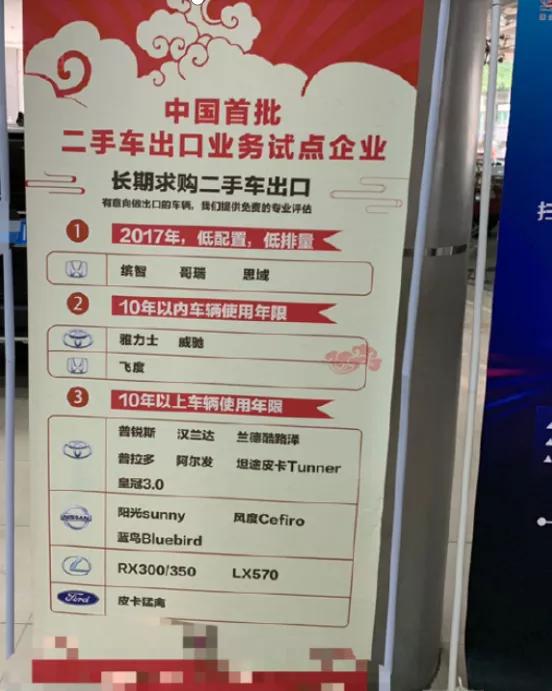 中国首批
二手车出口业务试点企业
长期求购二手车出口
有意向做出口的车辆，我们提供免费的专业评估
1 2017年，低配置，低排量
缤智 哥瑞 思域
2 10年以内车辆使用年限
雅力士 威驰
飞度
3 10年以上车辆使用年限
普锐斯 汉兰达 兰德酷路泽
普拉多 阿尔发 坦途皮卡Tunner
皇冠3.0
NISSAN
阳光sunny 风度Cefiro
蓝鸟Bluebird
RX300/350 LX570
Ford 皮卡猛禽
扫